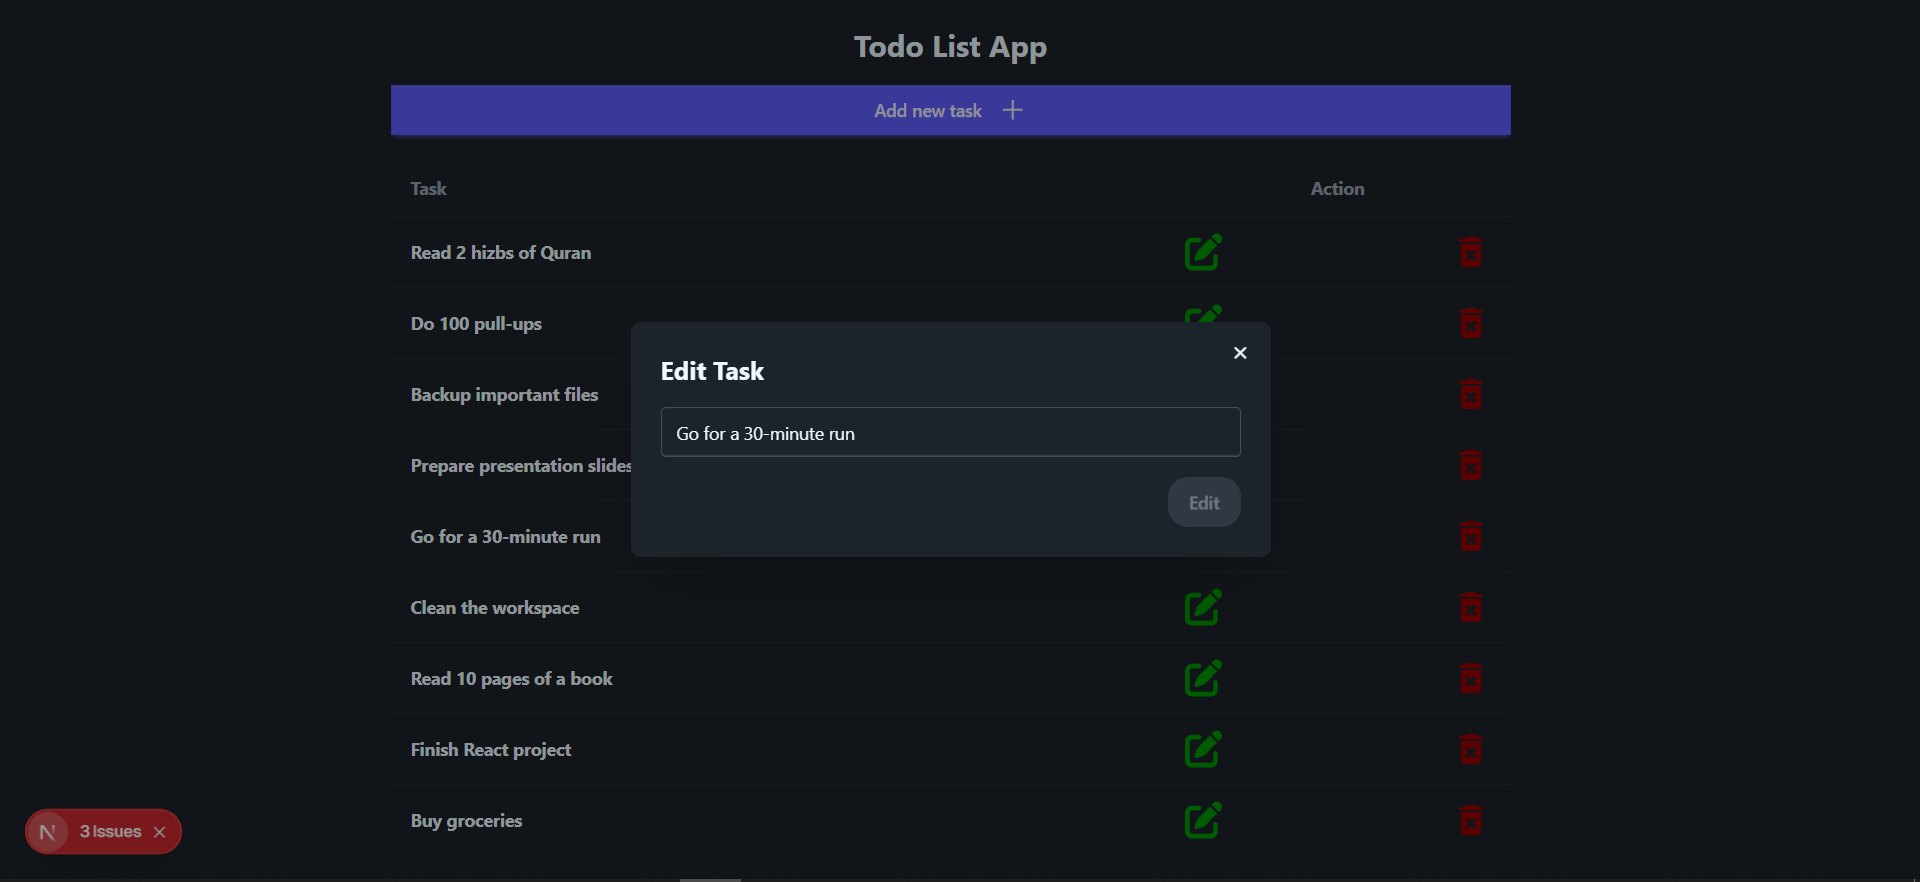 Todo List App
Add new task
Task Action
Read 2 hizbs of Quran
Do 100 pull-ups
Backup important files
Prepare presentation slides
Go for a 30-minute run
Clean the workspace
Read 10 pages of a book
Finish React project
Buy groceries
Edit Task
Go for a 30-minute run
Edit
N 3 Issues